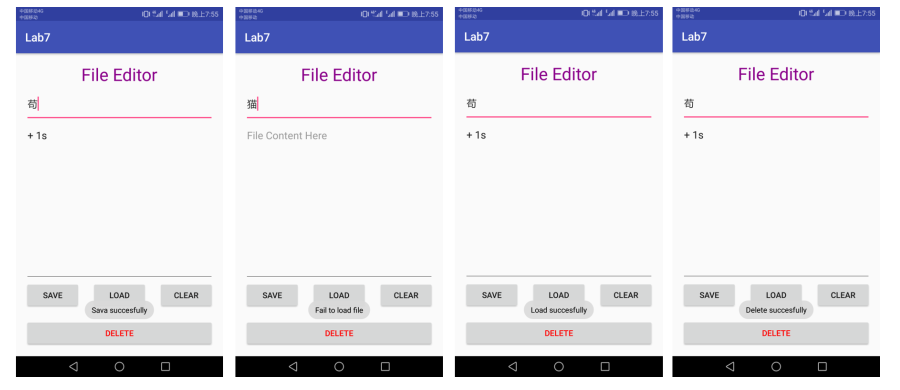 中国移动4G
中国移动
晚上7:55
Lab7
File Editor
苟
+ 1s
SAVE LOAD CLEAR
Sava succesfully
DELETE
中国移动4G
中国移动
晚上7:55
Lab7
File Editor
猫
File Content Here
SAVE LOAD CLEAR
Fail to load file
DELETE
中国移动4G
中国移动
晚上7:55
Lab7
File Editor
苟
+ 1s
SAVE LOAD CLEAR
Load succesfully
DELETE
中国移动4G
中国移动
晚上7:55
Lab7
File Editor
苟
+ 1s
SAVE LOAD CLEAR
Delete succesfully
DELETE